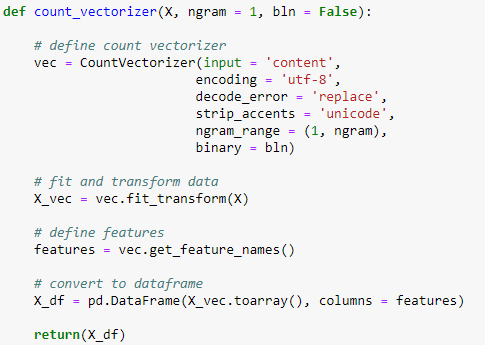 def count_vectorizer(X, ngram = 1, bln = False):
# define count vectorizer
vec = CountVectorizer(input = 'content',
encoding = 'utf-8',
decode_error = 'replace',
strip_accents = 'unicode',
ngram_range = (1, ngram),
binary = bln)
# fit and transform data
X_vec = vec.fit_transform(X)
# define features
features = vec.get_feature_names()
# convert to dataframe
X_df = pd.DataFrame(X_vec.toarray(), columns = features)
return(X_df)